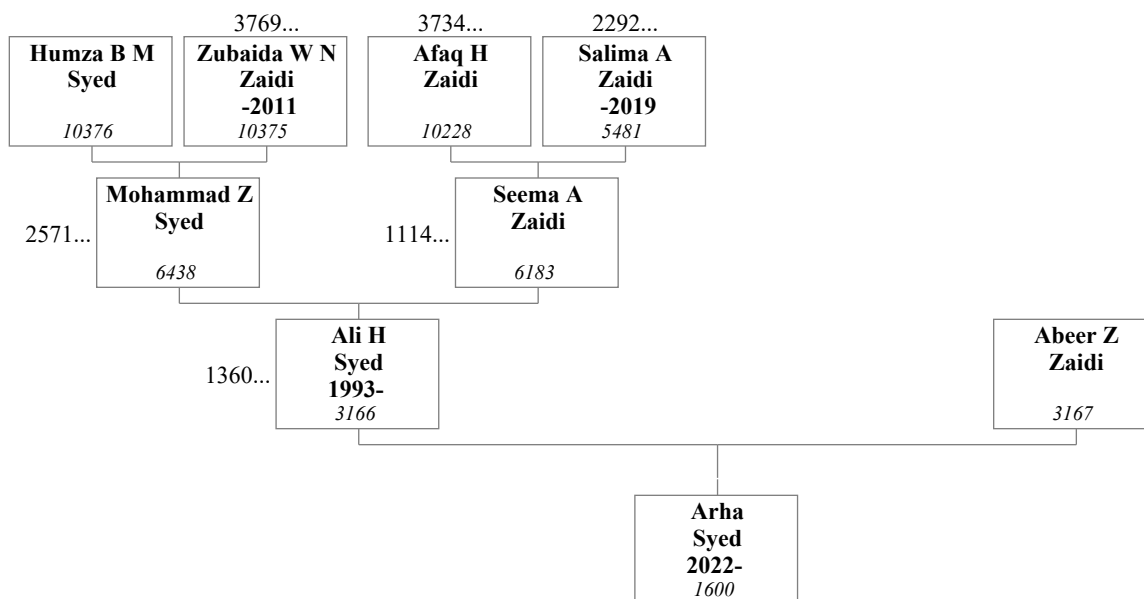 3769...
3734...
2292...
Humza B M
Syed
10376
Zubaida W N
Zaidi
-2011
10375
Afaq H
Zaidi
10228
Salima A
Zaidi
-2019
5481
2571...
Mohammad Z
Syed
6438
1114...
Seema A
Zaidi
6183
1360...
Ali H
Syed
1993-
3166
Abeer Z
Zaidi
3167
Arha
Syed
2022-
1600